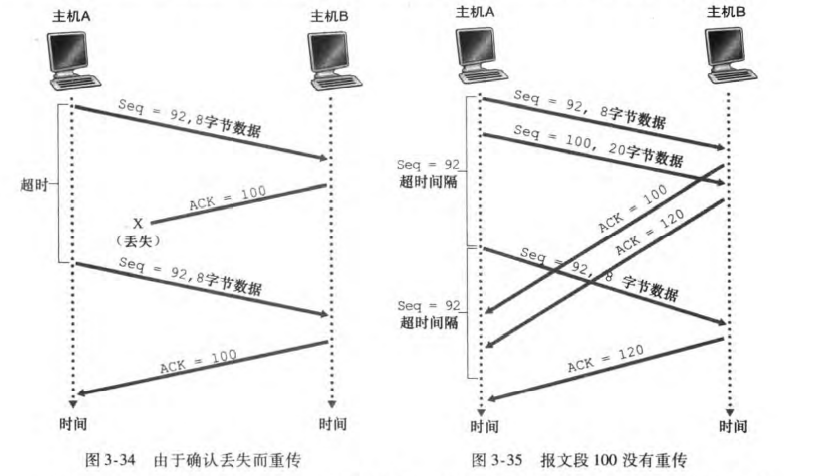 主机A
主机B
Seq = 92,8字节数据
超时
ACK = 100
X
（丢失）
Seq = 92,8字节数据
ACK = 100
时间
时间
图 3-34 由于确认丢失而重传
主机A
主机B
Seq = 92, 8字节数据
Seq = 100, 20字节数据
Seq = 92
超时间隔
ACK = 100
ACK = 120
Seq = 92, 8 字节数据
Seq = 92
超时间隔
ACK = 120
时间
时间
图 3-35 报文段 100 没有重传